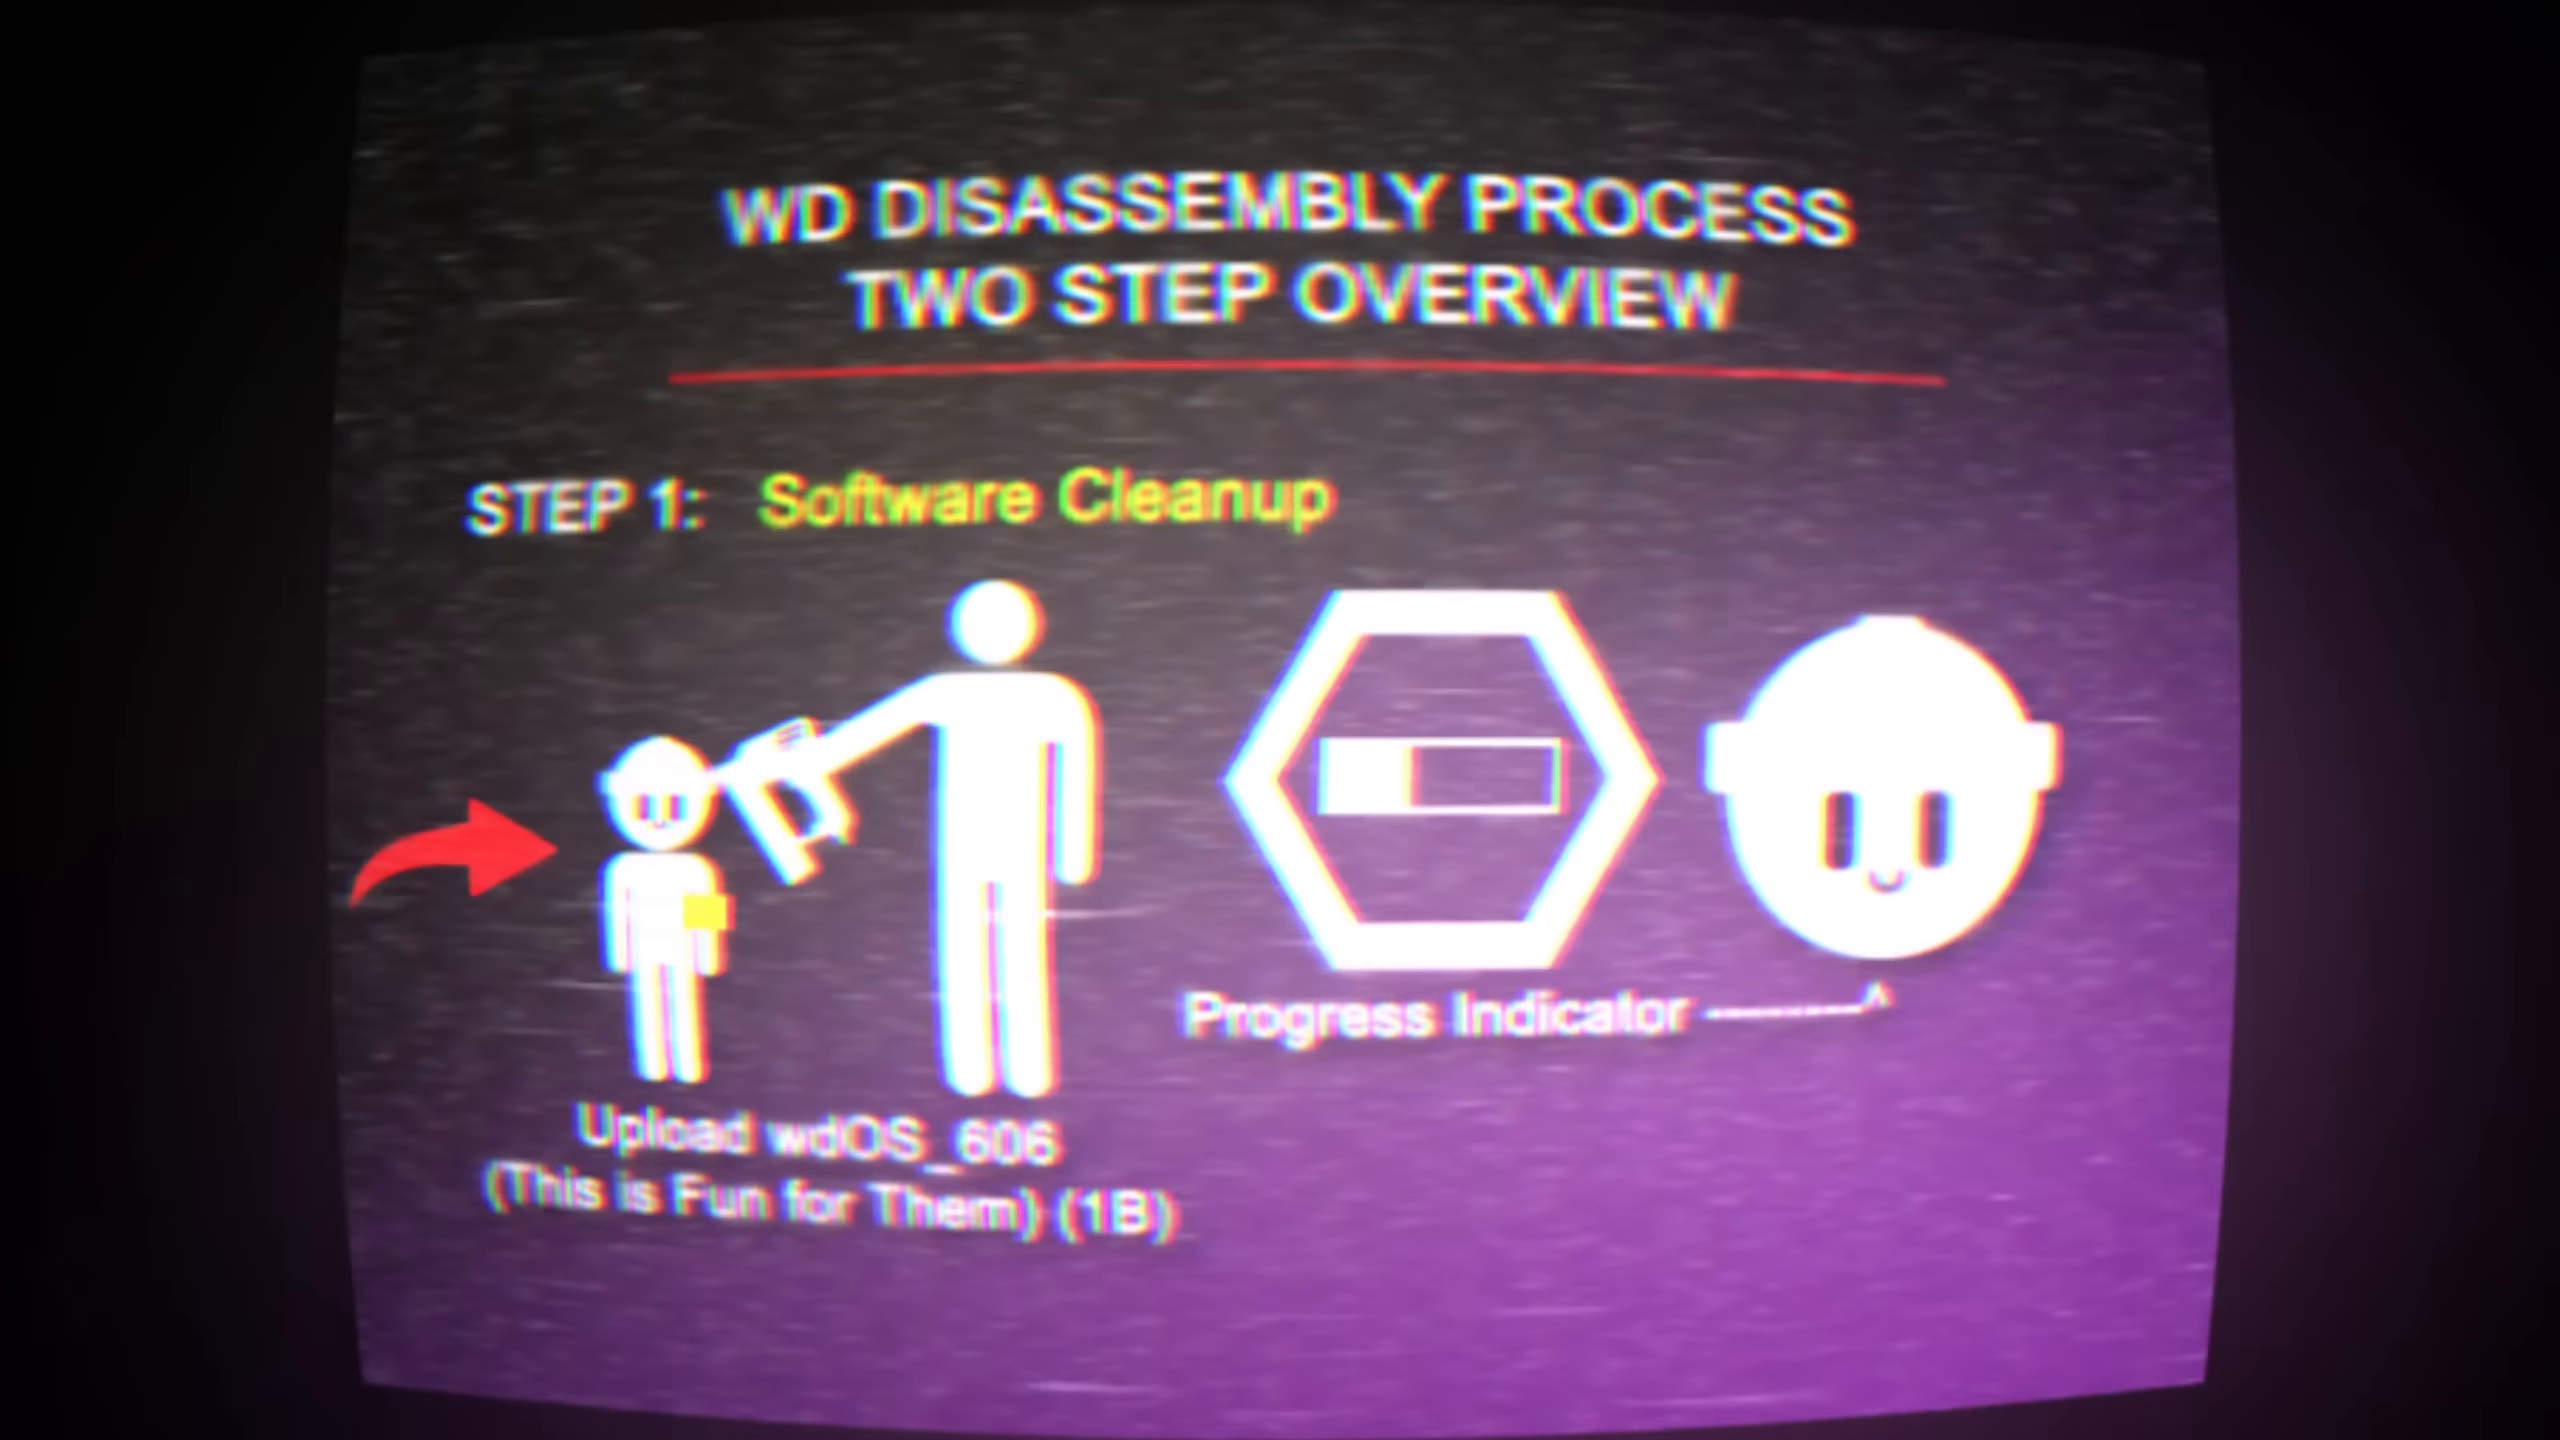 WD DISASSEMBLY PROCESS
TWO STEP OVERVIEW
STEP 1: Software Cleanup
Progress Indicator
Upload wdOS_606
(This is Fun for Them) (1B)